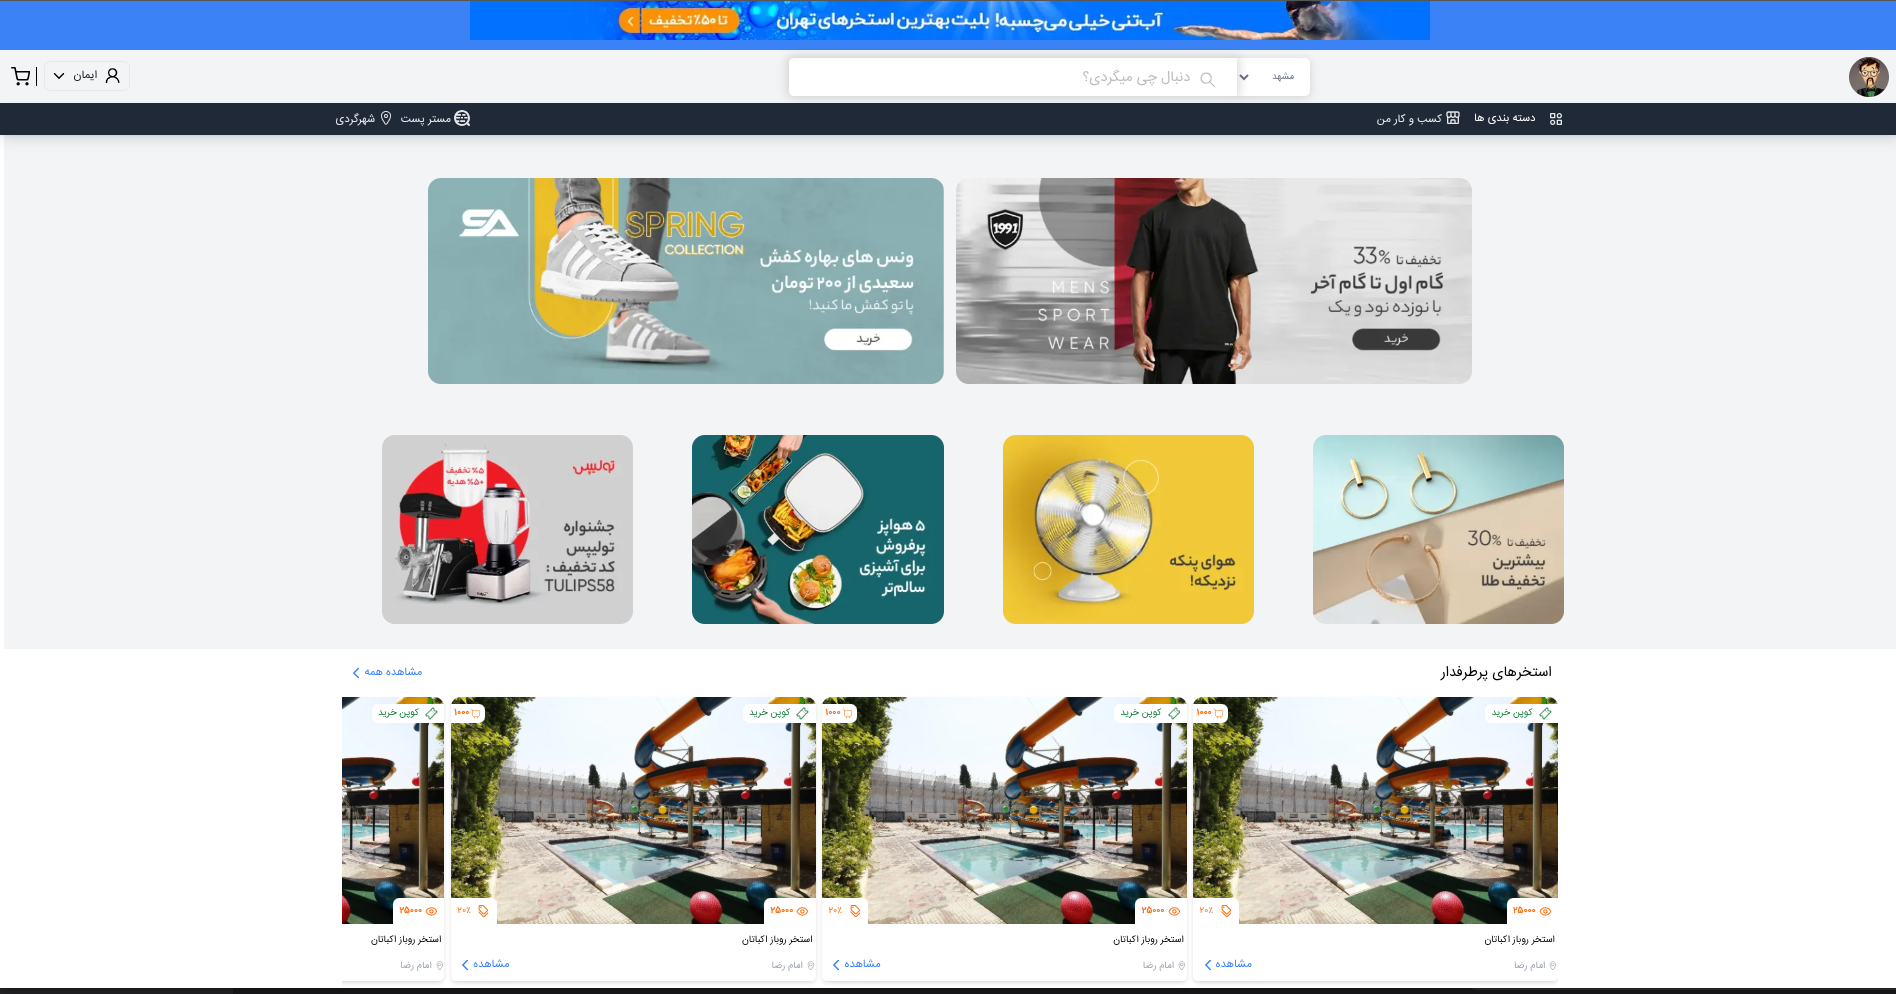 آب‌تنی خیلی می‌چسبه! بلیت بهترین استخرهای تهران
تا ۵۰٪ تخفیف
مشهد
دنبال چی میگردی؟
ایمان
دسته بندی ها
کسب و کار من
مستر پست
شهرگردی
1991
MENS
SPORT
WEAR
تخفیف تا 33%
گام اول تا گام آخر
با نوزده نود و یک
خرید
SA
SPRING
COLLECTION
ونس های بهاره کفش
سعیدی از ۲۰۰ تومان
پا تو کفش ما کنید!
خرید
تخفیف تا 30%
بیشترین
تخفیف طلا
هوای پنکه
نزدیکه!
۵ هواپز
پرفروش
برای آشپزی
سالم‌تر
تولیپس
۵٪ تخفیف
+۵٪ هدیه
جشنواره
تولیپس
کد تخفیف :
TULIPS58
استخرهای پرطرفدار
مشاهده همه
کوپن خرید
۱۰۰۰
۲۵۰۰۰
۲۰٪
استخر روباز اکباتان
امام رضا
مشاهده
کوپن خرید
۱۰۰۰
۲۵۰۰۰
۲۰٪
استخر روباز اکباتان
امام رضا
مشاهده
کوپن خرید
۱۰۰۰
۲۵۰۰۰
۲۰٪
استخر روباز اکباتان
امام رضا
مشاهده
کوپن خرید
۲۵۰۰۰
استخر روباز اکباتان
امام رضا